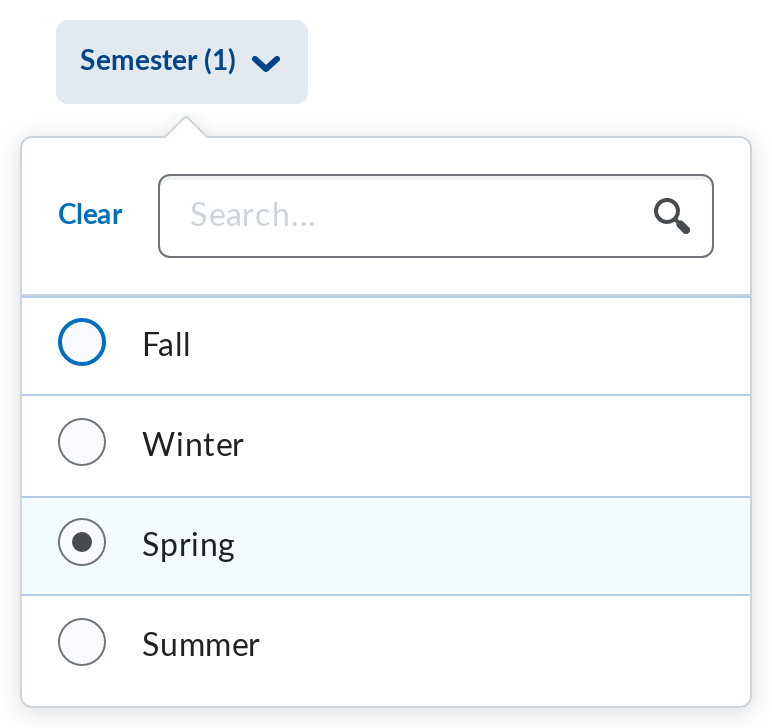 Semester (1)
Clear
Search...
Fall
Winter
Spring
Summer